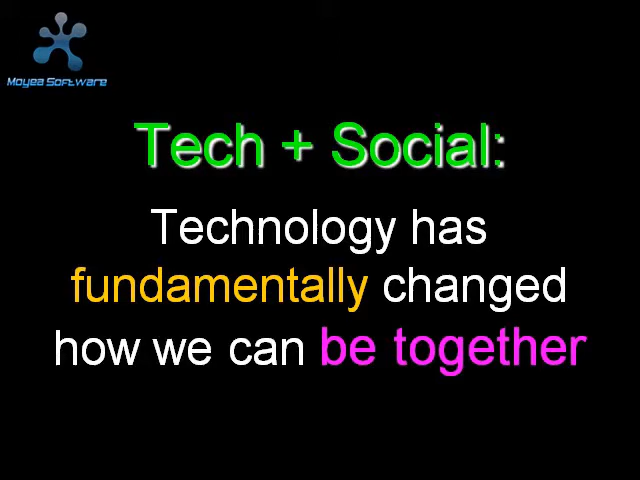 Moyea Software
Tech + Social:
Technology has
fundamentally changed
how we can be together